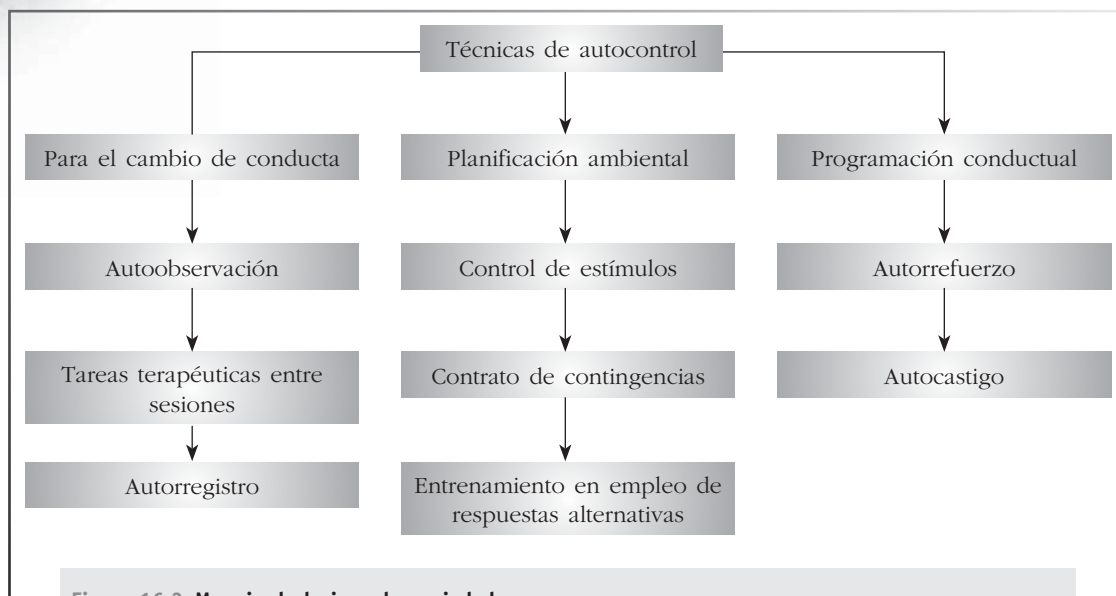 Técnicas de autocontrol
Para el cambio de conducta
Planificación ambiental
Programación conductual
Autoobservación
Control de estímulos
Autorrefuerzo
Tareas terapéuticas entre
sesiones
Contrato de contingencias
Autocastigo
Autorregistro
Entrenamiento en empleo de
respuestas alternativas